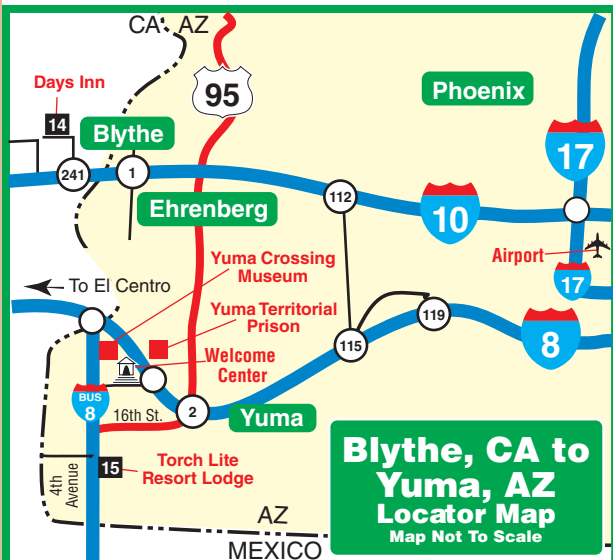 CA AZ
95
Days Inn
14
Phoenix
Blythe
17
241
1
112
Ehrenberg
10
Airport
Yuma Crossing
Museum
To El Centro
17
Yuma Territorial
Prison
119
Welcome
Center
115
8
BUS
8
16th St.
2
Yuma
4th
Avenue
15
Torch Lite
Resort Lodge
Blythe, CA to
Yuma, AZ
Locator Map
Map Not To Scale
AZ
MEXICO